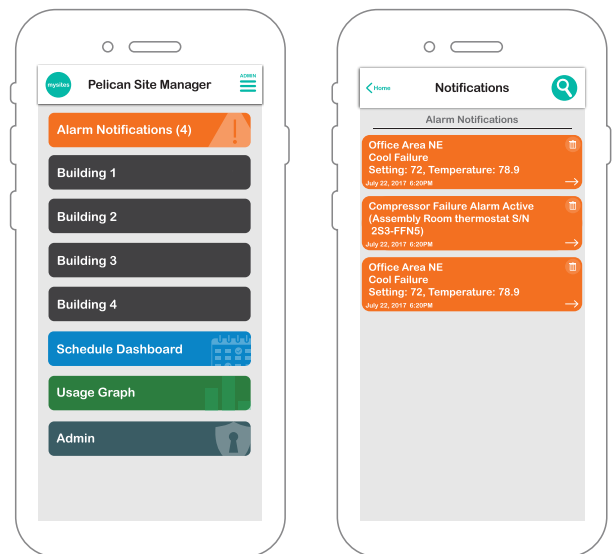 mysites
Pelican Site Manager
ADMIN
Alarm Notifications (4)
Building 1
Building 2
Building 3
Building 4
Schedule Dashboard
Usage Graph
Admin
Home
Notifications
Alarm Notifications
Office Area NE
Cool Failure
Setting: 72, Temperature: 78.9
July 22, 2017 6:20PM
Compressor Failure Alarm Active
(Assembly Room thermostat S/N
2S3-FFN5)
July 22, 2017 6:20PM
Office Area NE
Cool Failure
Setting: 72, Temperature: 78.9
July 22, 2017 6:20PM